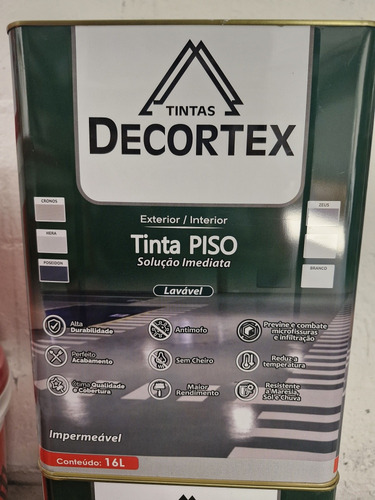 TINTAS
DECORTEX
CRONOS
HERA
POSEIDON
ZEUS
BRANCO
Exterior / Interior
Tinta PISO
Solução Imediata
Lavável
Alta
Durabilidade
Antimofo
Previne e combate
microfissuras
e infiltração
Perfeito
Acabamento
Sem Cheiro
Reduz a
temperatura
Ótima Qualidade
e Cobertura
Maior
Rendimento
Resistente
a Maresia,
Sol e Chuva
Impermeável
Conteúdo: 16L